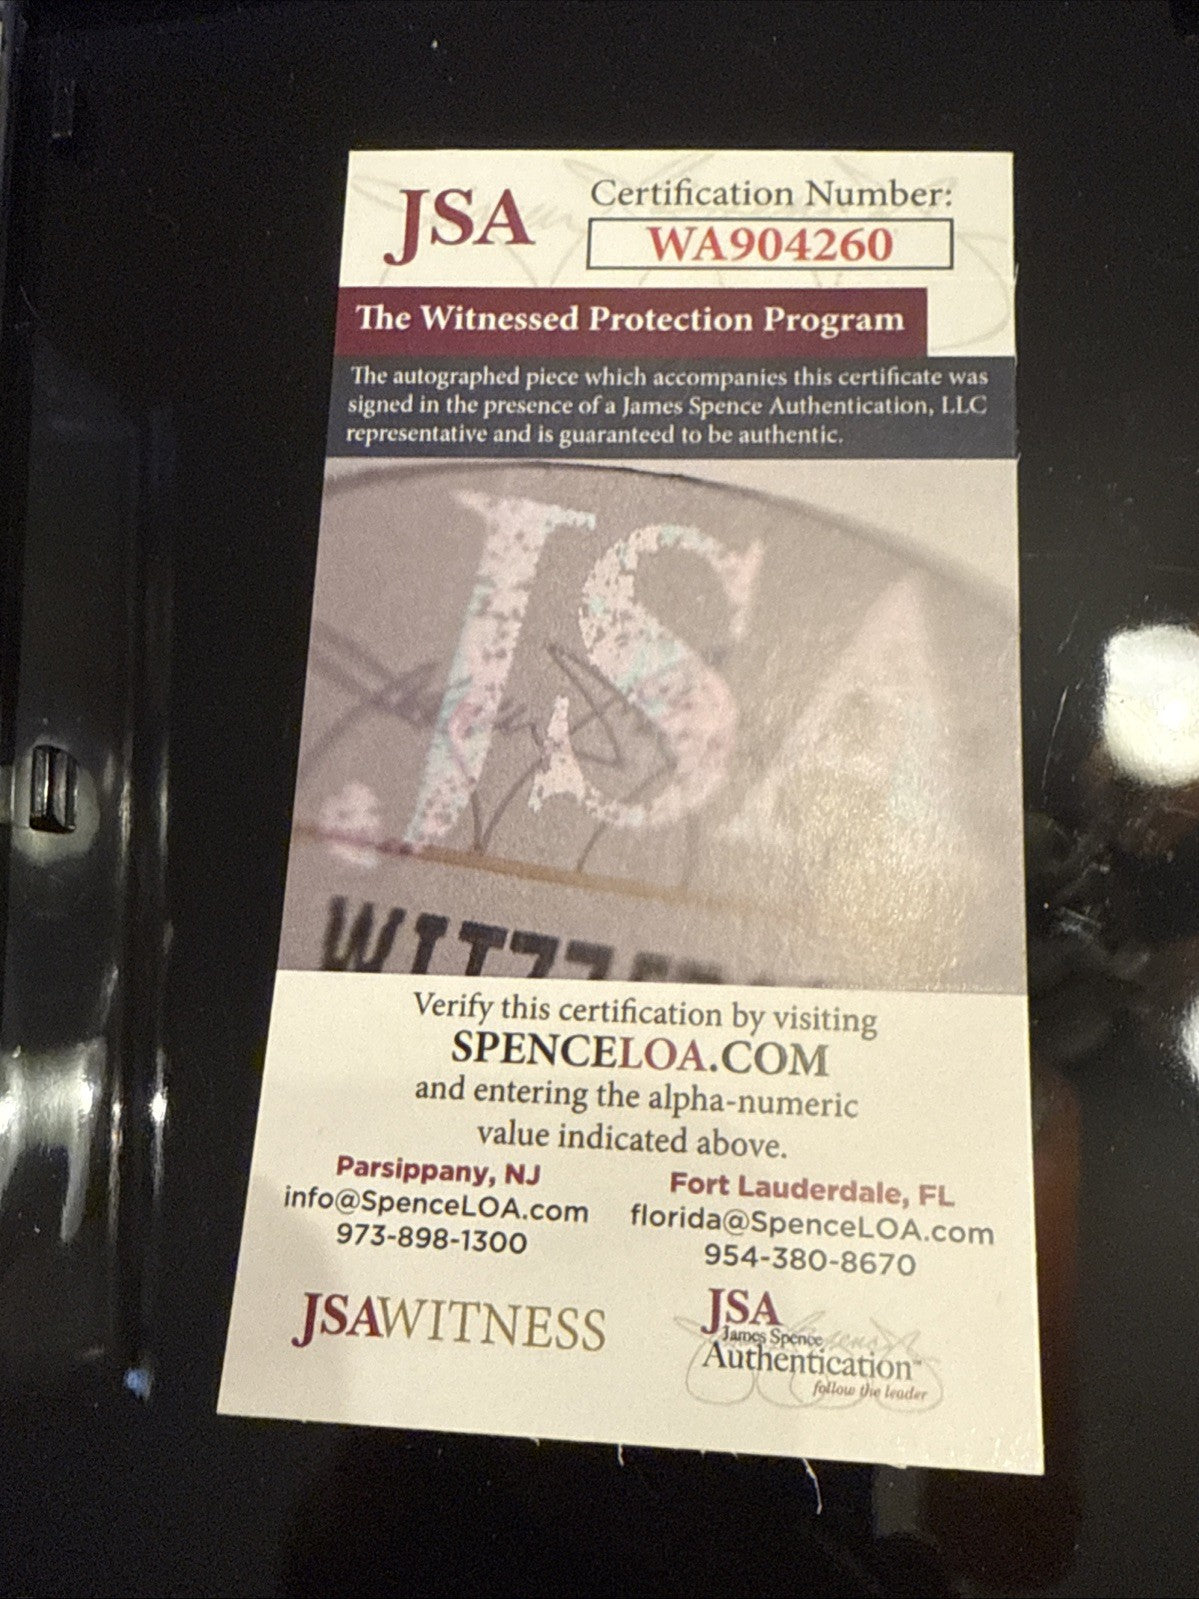 JSA
Certification Number:
WA904260
The Witnessed Protection Program
The autographed piece which accompanies this certificate was
signed in the presence of a James Spence Authentication, LLC
representative and is guaranteed to be authentic.
JSA
Verify this certification by visiting
SPENCELOA.COM
and entering the alpha-numeric
value indicated above.
Parsippany, NJ
info@SpenceLOA.com
973-898-1300
Fort Lauderdale, FL
florida@SpenceLOA.com
954-380-8670
JSAWITNESS
JSA
James Spence
Authentication™
follow the leader